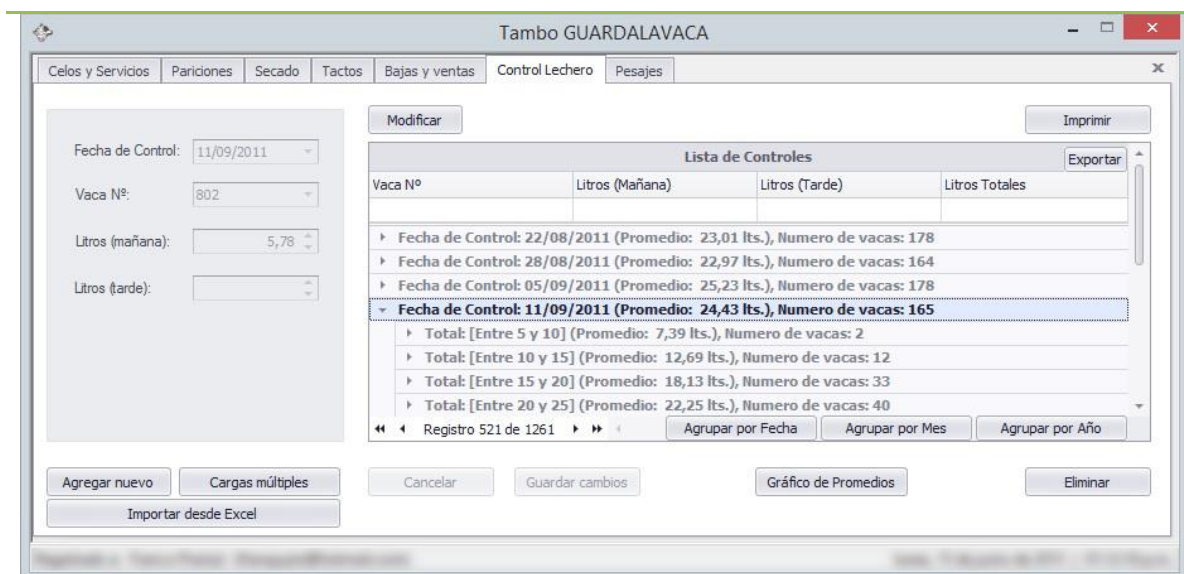 Tambo GUARDALAVACA
Celos y Servicios Pariciones Secado Tactos Bajas y ventas Control Lechero Pesajes
Modificar Imprimir
Fecha de Control: 11/09/2011
Vaca Nº: 802
Litros (mañana): 5,78
Litros (tarde):
Lista de Controles Exportar
Vaca Nº Litros (Mañana) Litros (Tarde) Litros Totales
Fecha de Control: 22/08/2011 (Promedio: 23,01 lts.), Numero de vacas: 178
Fecha de Control: 28/08/2011 (Promedio: 22,97 lts.), Numero de vacas: 164
Fecha de Control: 05/09/2011 (Promedio: 25,23 lts.), Numero de vacas: 178
Fecha de Control: 11/09/2011 (Promedio: 24,43 lts.), Numero de vacas: 165
Total: [Entre 5 y 10] (Promedio: 7,39 lts.), Numero de vacas: 2
Total: [Entre 10 y 15] (Promedio: 12,69 lts.), Numero de vacas: 12
Total: [Entre 15 y 20] (Promedio: 18,13 lts.), Numero de vacas: 33
Total: [Entre 20 y 25] (Promedio: 22,25 lts.), Numero de vacas: 40
Registro 521 de 1261 Agrupar por Fecha Agrupar por Mes Agrupar por Año
Agregar nuevo Cargas múltiples Cancelar Guardar cambios Gráfico de Promedios Eliminar
Importar desde Excel